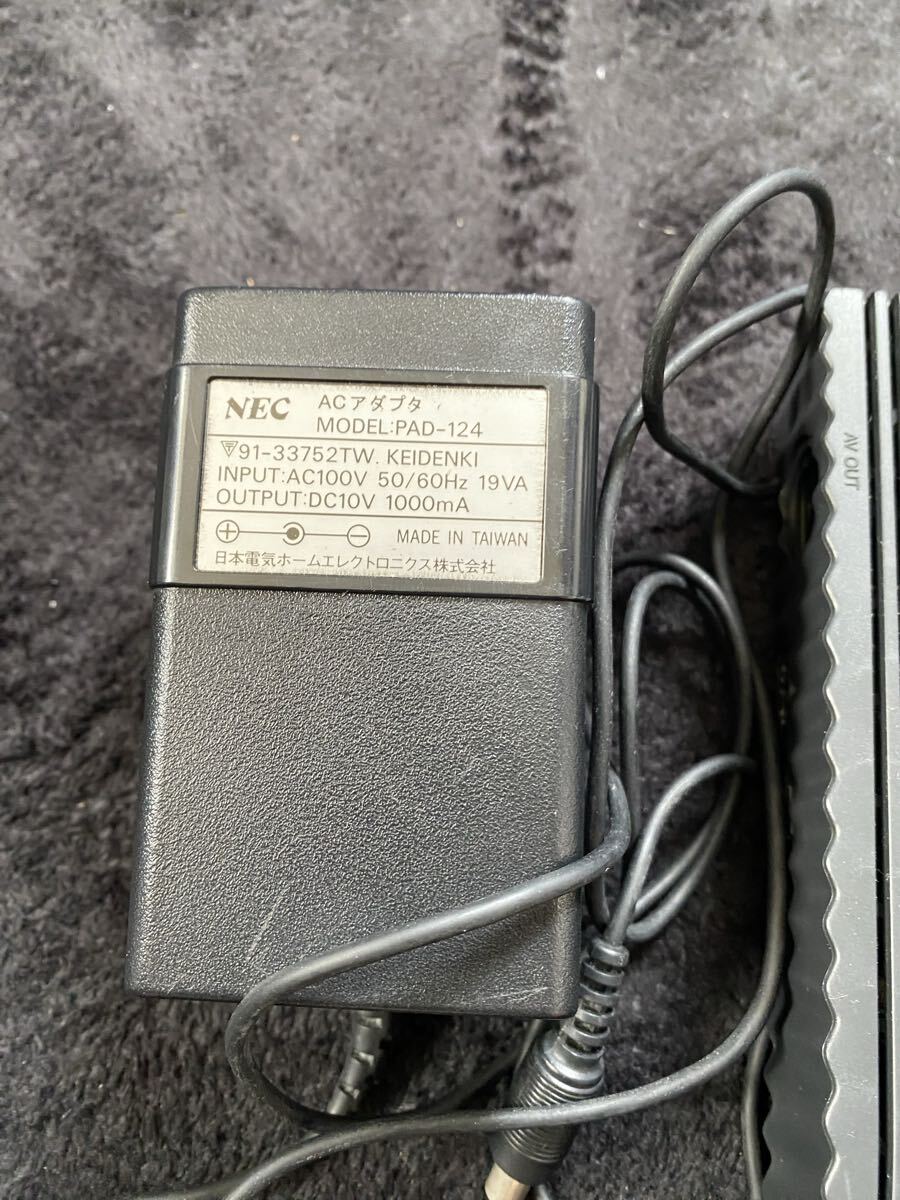 NEC ACアダプタ
MODEL:PAD-124
▽91-33752TW. KEIDENKI
INPUT:AC100V 50/60Hz 19VA
OUTPUT:DC10V 1000mA
MADE IN TAIWAN
日本電気ホームエレクトロニクス株式会社
AV OUT